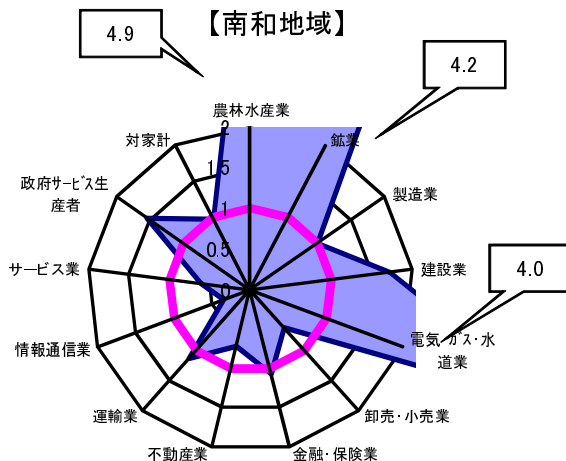 【南和地域】
4.9
4.2
農林水産業
対家計
鉱業
政府サービス生
産者
製造業
サービス業
建設業
4.0
電気・ガス・水
道業
情報通信業
運輸業
卸売・小売業
不動産業
金融・保険業
2
1.5
1
0.5
0